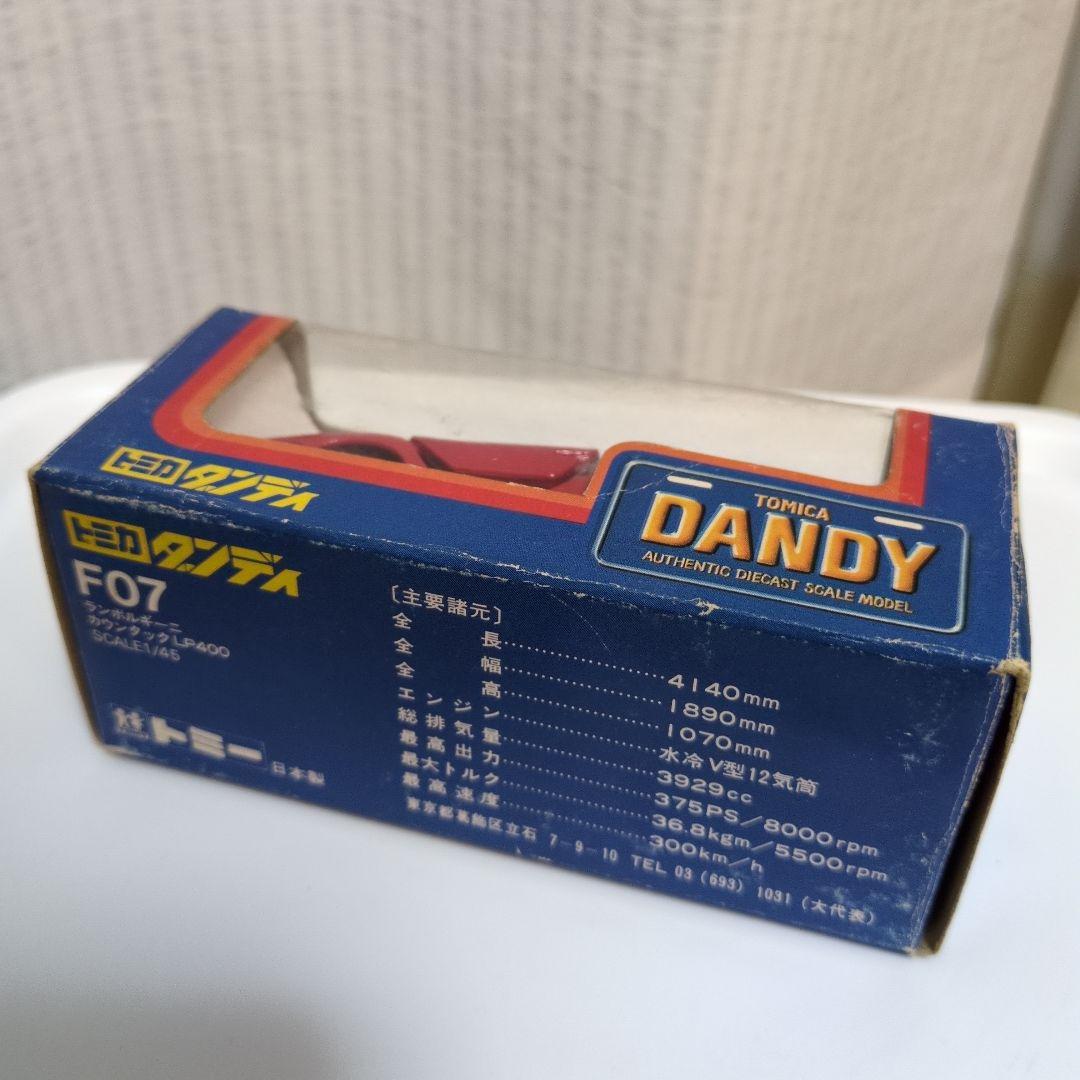 トミカ ダンディ
TOMICA
DANDY
AUTHENTIC DIECAST SCALE MODEL
トミカ ダンディ
F07
ランボルギーニ
カウンタックLP400
SCALE1/45
トミー 日本製
〔主要諸元〕
全長 4140mm
全幅 1890mm
全高 1070mm
エンジン 水冷V型12気筒
総排気量 3929cc
最高出力 375PS/8000rpm
最大トルク 36.8kgm/5500rpm
最高速度 300km/h
東京都葛飾区立石 7-9-10 TEL 03 (693) 1031 (大代表)